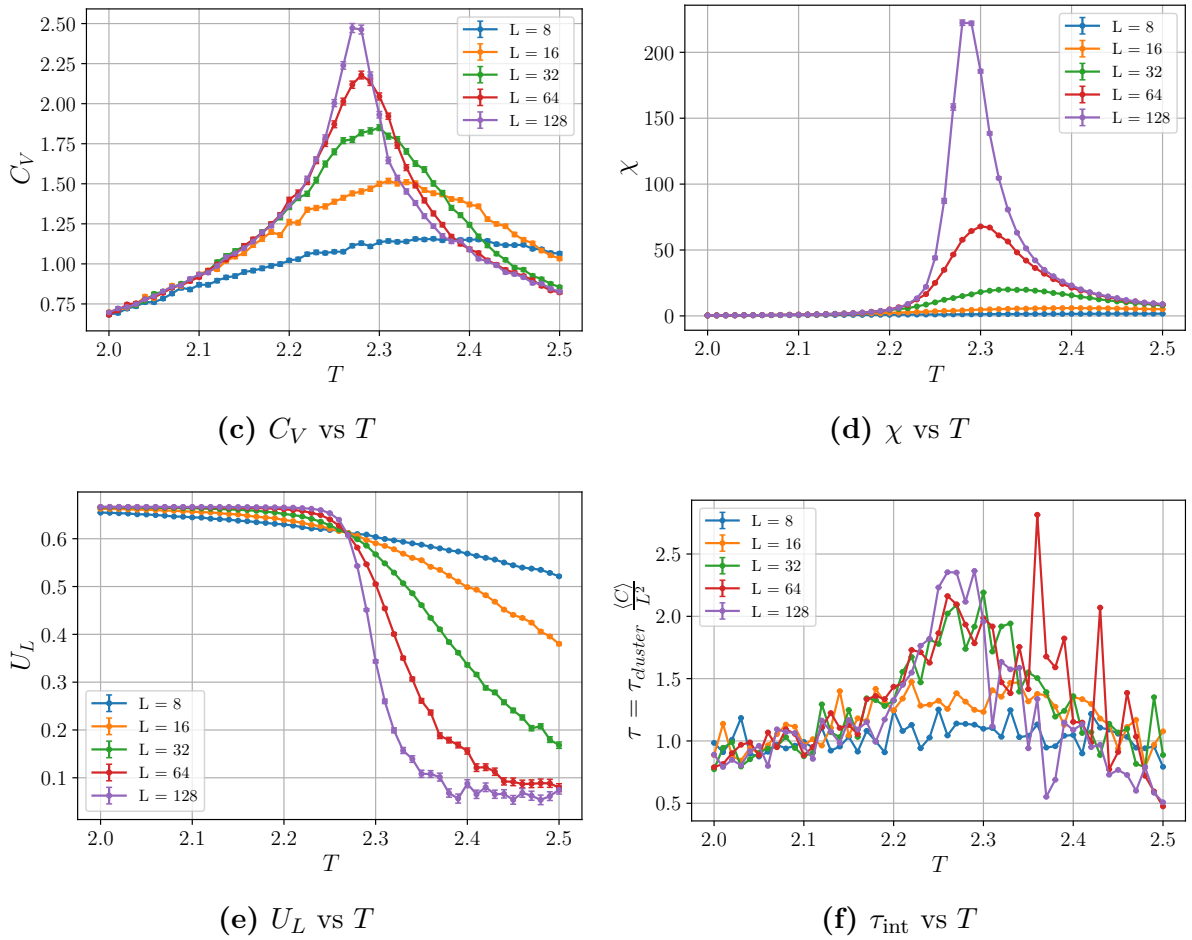 2.50
2.25
2.00
1.75
1.50
1.25
1.00
0.75
C_V
2.0 2.1 2.2 2.3 2.4 2.5
T
L = 8
L = 16
L = 32
L = 64
L = 128
(c) C_V vs T
200
150
100
50
0
χ
2.0 2.1 2.2 2.3 2.4 2.5
T
L = 8
L = 16
L = 32
L = 64
L = 128
(d) χ vs T
0.6
0.5
0.4
0.3
0.2
0.1
U_L
2.0 2.1 2.2 2.3 2.4 2.5
T
L = 8
L = 16
L = 32
L = 64
L = 128
(e) U_L vs T
2.5
2.0
1.5
1.0
0.5
τ = τ_{cluster} \frac{⟨C⟩}{L^2}
2.0 2.1 2.2 2.3 2.4 2.5
T
L = 8
L = 16
L = 32
L = 64
L = 128
(f) τ_{int} vs T